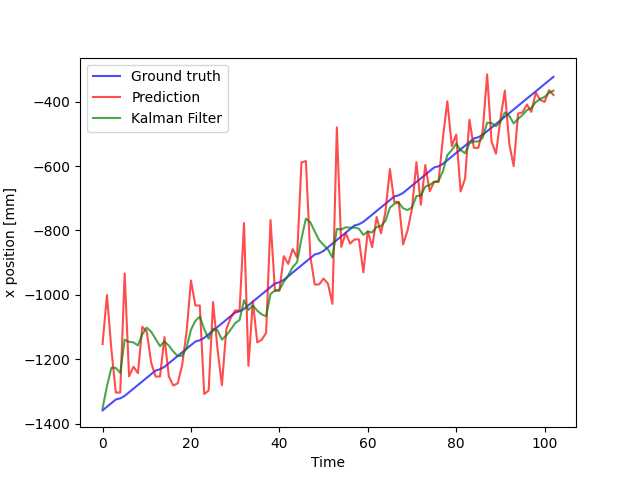 Ground truth
Prediction
Kalman Filter
−400
−600
−800
−1000
−1200
−1400
x position [mm]
0 20 40 60 80 100
Time